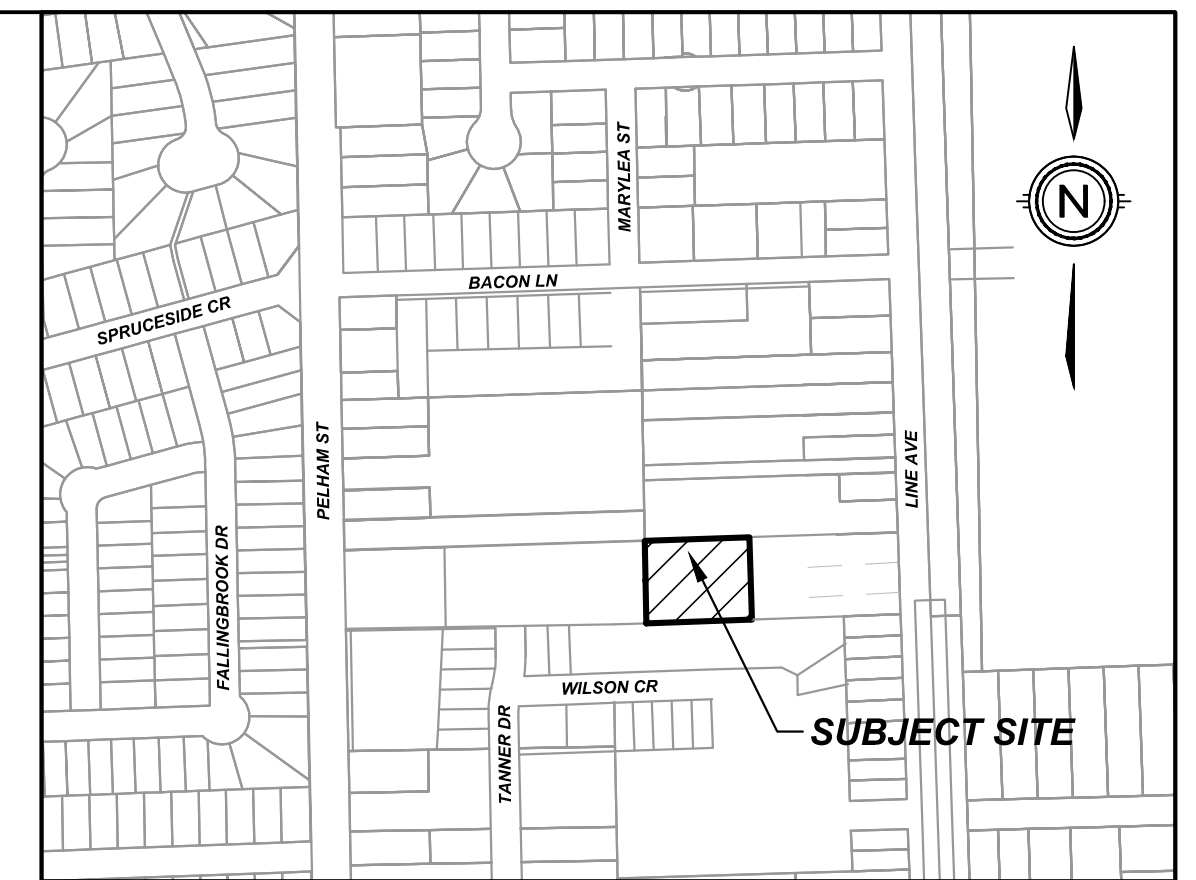 MARYLEA ST
N
BACON LN
SPRUCESIDE CR
PELHAM ST
LINE AVE
FALLINGBROOK DR
WILSON CR
TANNER DR
SUBJECT SITE